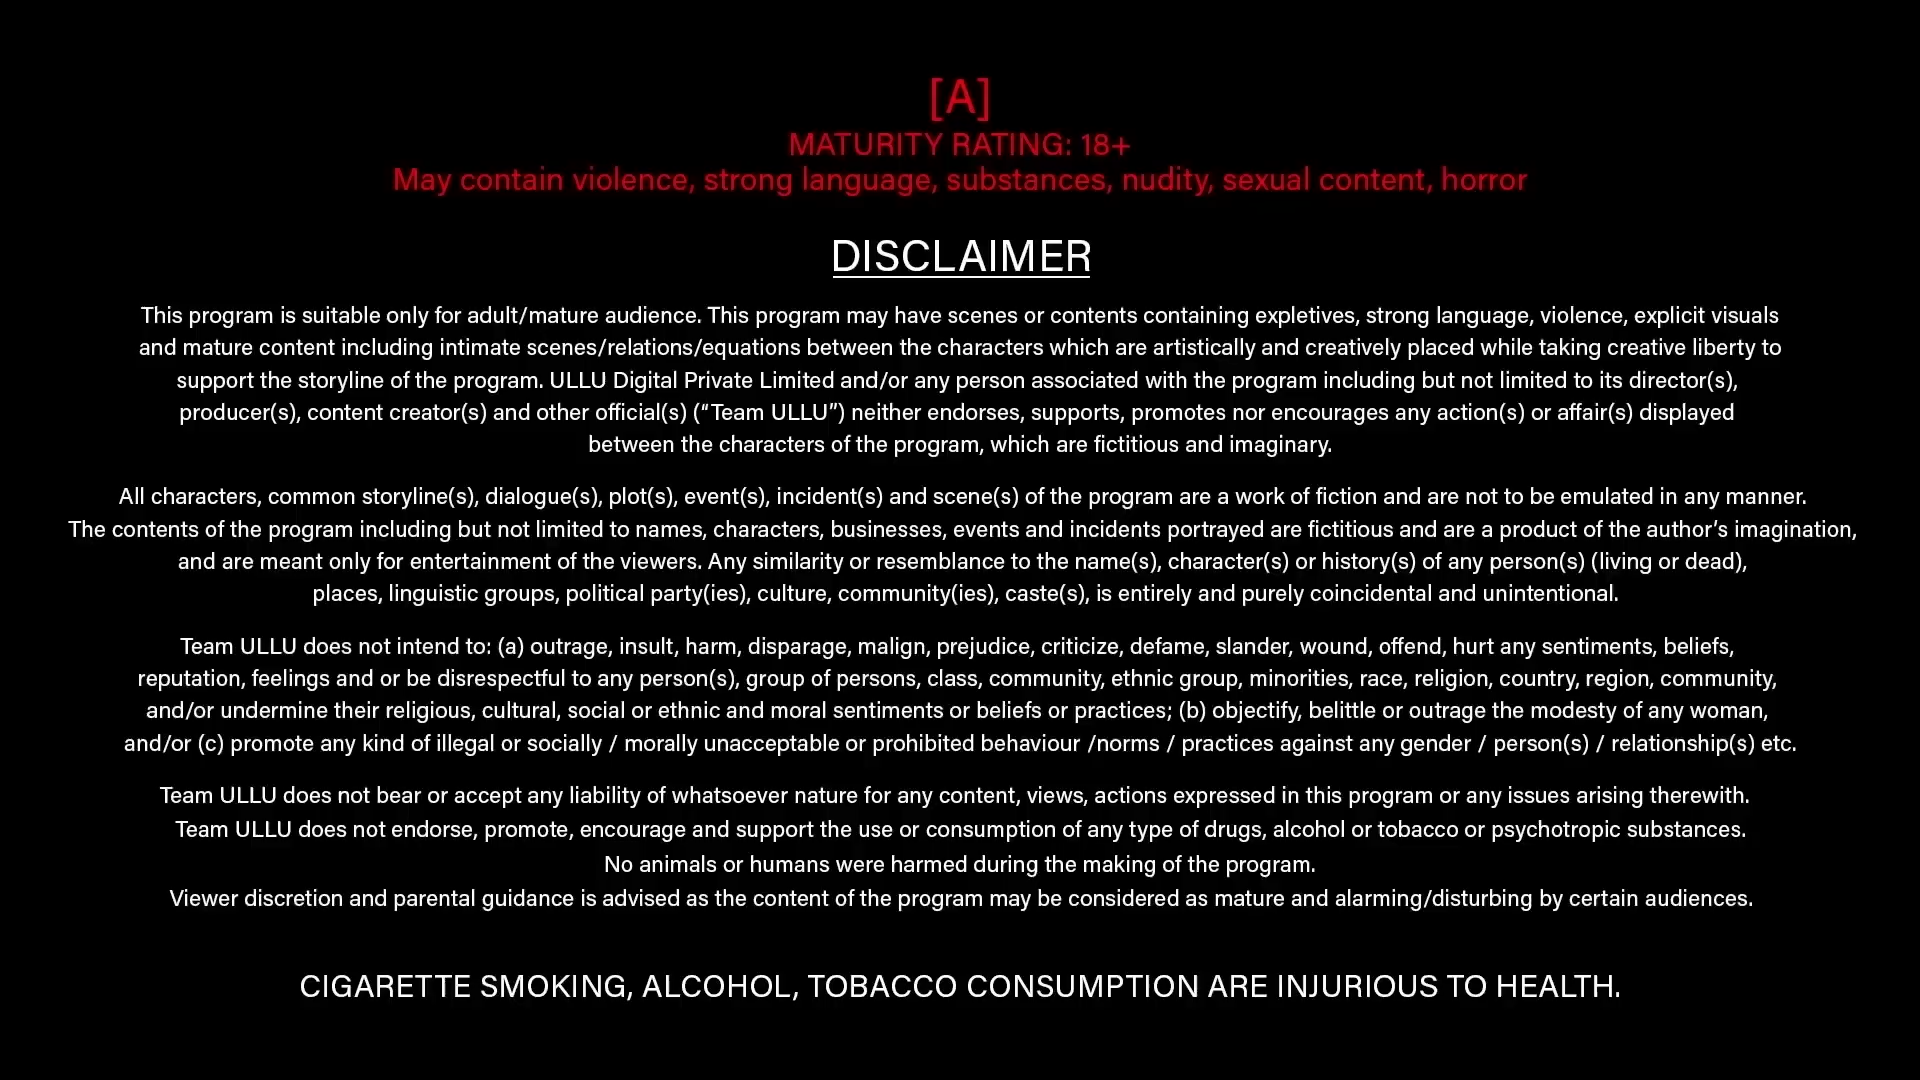 [A]
MATURITY RATING: 18+
May contain violence, strong language, substances, nudity, sexual content, horror
DISCLAIMER
This program is suitable only for adult/mature audience. This program may have scenes or contents containing expletives, strong language, violence, explicit visuals
and mature content including intimate scenes/relations/equations between the characters which are artistically and creatively placed while taking creative liberty to
support the storyline of the program. ULLU Digital Private Limited and/or any person associated with the program including but not limited to its director(s),
producer(s), content creator(s) and other official(s) (“Team ULLU”) neither endorses, supports, promotes nor encourages any action(s) or affair(s) displayed
between the characters of the program, which are fictitious and imaginary.
All characters, common storyline(s), dialogue(s), plot(s), event(s), incident(s) and scene(s) of the program are a work of fiction and are not to be emulated in any manner.
The contents of the program including but not limited to names, characters, businesses, events and incidents portrayed are fictitious and are a product of the author’s imagination,
and are meant only for entertainment of the viewers. Any similarity or resemblance to the name(s), character(s) or history(s) of any person(s) (living or dead),
places, linguistic groups, political party(ies), culture, community(ies), caste(s), is entirely and purely coincidental and unintentional.
Team ULLU does not intend to: (a) outrage, insult, harm, disparage, malign, prejudice, criticize, defame, slander, wound, offend, hurt any sentiments, beliefs,
reputation, feelings and or be disrespectful to any person(s), group of persons, class, community, ethnic group, minorities, race, religion, country, region, community,
and/or undermine their religious, cultural, social or ethnic and moral sentiments or beliefs or practices; (b) objectify, belittle or outrage the modesty of any woman,
and/or (c) promote any kind of illegal or socially / morally unacceptable or prohibited behaviour /norms / practices against any gender / person(s) / relationship(s) etc.
Team ULLU does not bear or accept any liability of whatsoever nature for any content, views, actions expressed in this program or any issues arising therewith.
Team ULLU does not endorse, promote, encourage and support the use or consumption of any type of drugs, alcohol or tobacco or psychotropic substances.
No animals or humans were harmed during the making of the program.
Viewer discretion and parental guidance is advised as the content of the program may be considered as mature and alarming/disturbing by certain audiences.
CIGARETTE SMOKING, ALCOHOL, TOBACCO CONSUMPTION ARE INJURIOUS TO HEALTH.